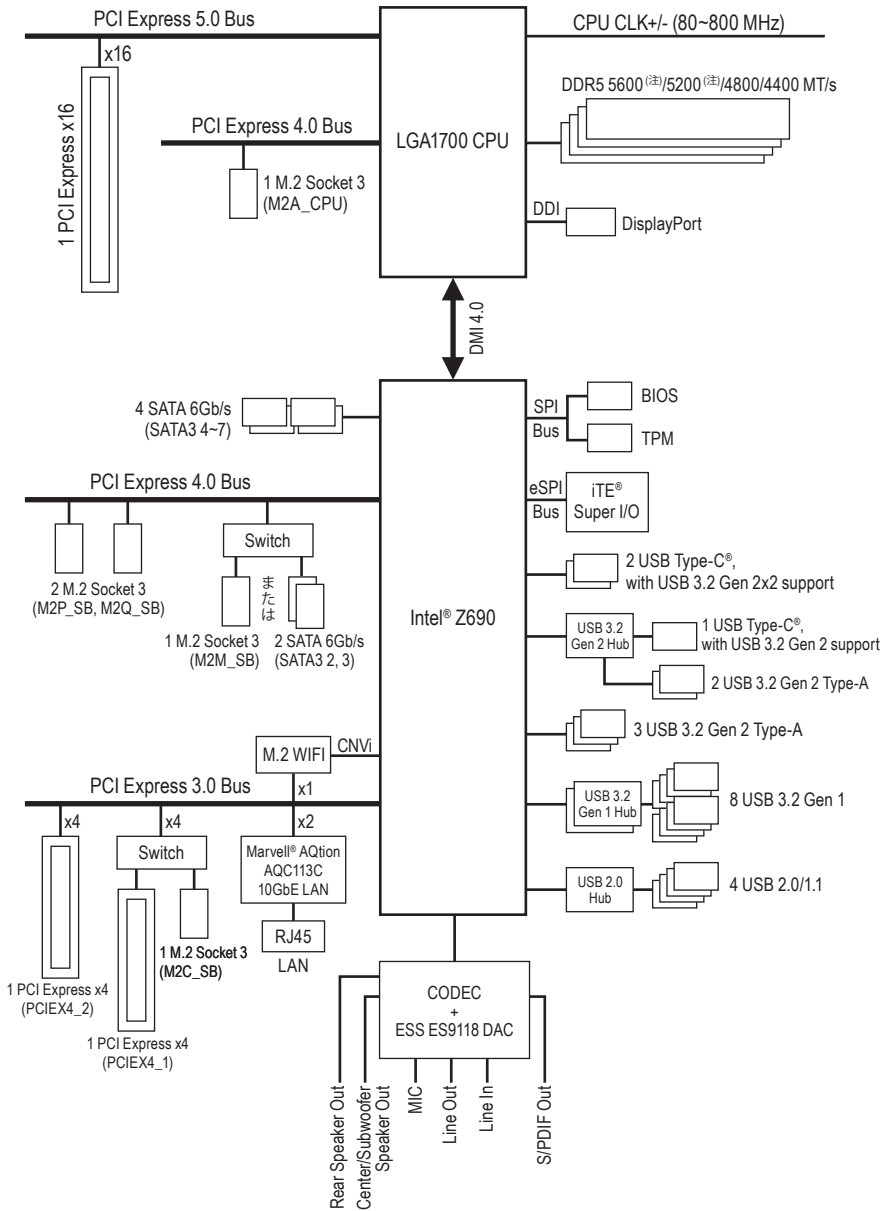 PCI Express 5.0 Bus
CPU CLK+/- (80~800 MHz)
x16
DDR5 5600(注)/5200(注)/4800/4400 MT/s
PCI Express 4.0 Bus
LGA1700 CPU
1 PCI Express x16
1 M.2 Socket 3
(M2A_CPU)
DDI
DisplayPort
DMI 4.0
4 SATA 6Gb/s
(SATA3 4~7)
SPI
Bus
BIOS
TPM
PCI Express 4.0 Bus
eSPI
Bus
iTE®
Super I/O
Switch
2 M.2 Socket 3
(M2P_SB, M2Q_SB)
または
1 M.2 Socket 3
(M2M_SB)
2 SATA 6Gb/s
(SATA3 2, 3)
Intel® Z690
2 USB Type-C®,
with USB 3.2 Gen 2x2 support
USB 3.2
Gen 2 Hub
1 USB Type-C®,
with USB 3.2 Gen 2 support
2 USB 3.2 Gen 2 Type-A
3 USB 3.2 Gen 2 Type-A
M.2 WIFI
CNVi
x1
PCI Express 3.0 Bus
x4
x4
x2
USB 3.2
Gen 1 Hub
8 USB 3.2 Gen 1
Switch
Marvell® AQtion
AQC113C
10GbE LAN
USB 2.0
Hub
4 USB 2.0/1.1
RJ45
LAN
1 M.2 Socket 3
(M2C_SB)
1 PCI Express x4
(PCIEX4_2)
1 PCI Express x4
(PCIEX4_1)
CODEC
+
ESS ES9118 DAC
Rear Speaker Out
Center/Subwoofer
Speaker Out
MIC
Line Out
Line In
S/PDIF Out